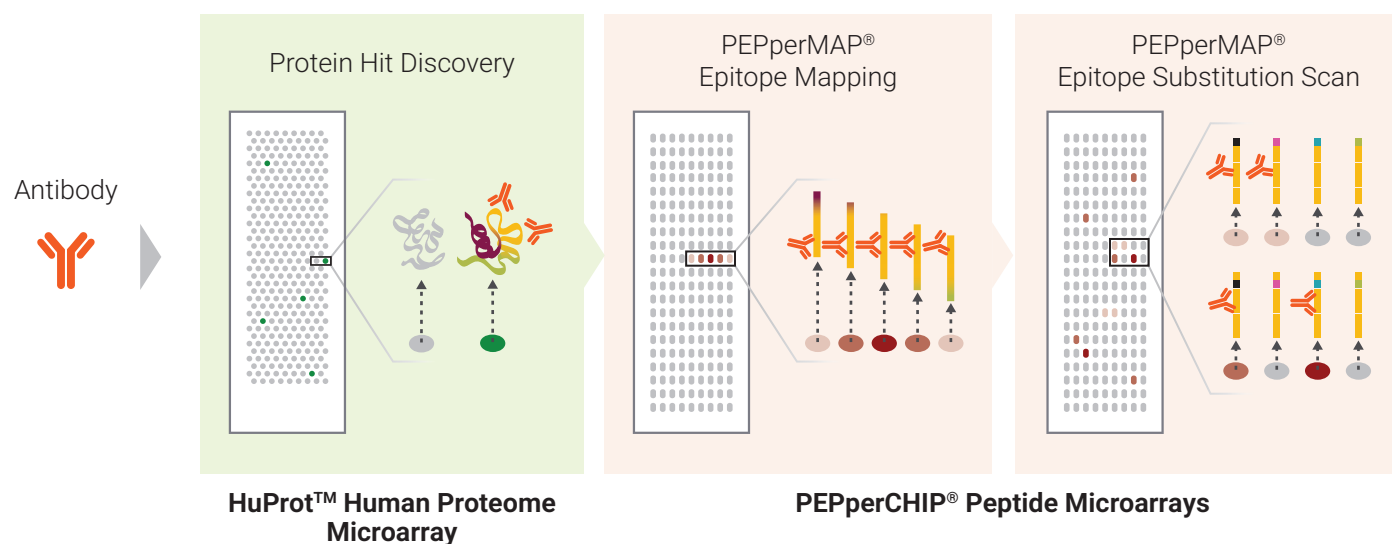 Antibody
Protein Hit Discovery
PEPperMAP®
Epitope Mapping
PEPperMAP®
Epitope Substitution Scan
HuProt™ Human Proteome
Microarray
PEPperCHIP® Peptide Microarrays